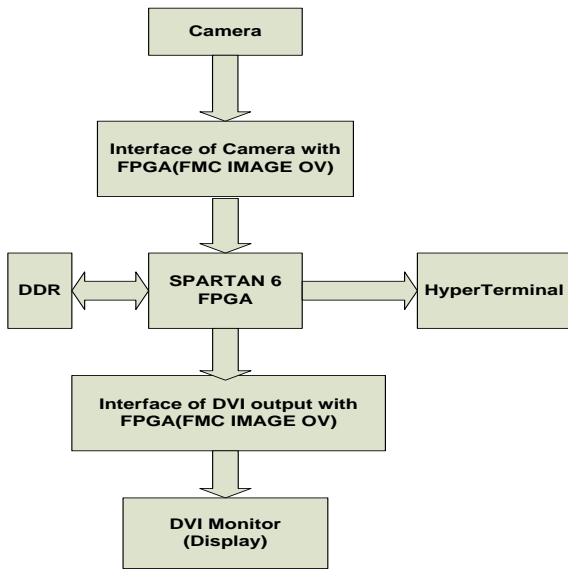 Camera
Interface of Camera with
FPGA(FMC IMAGE OV)
DDR
SPARTAN 6
FPGA
HyperTerminal
Interface of DVI output with
FPGA(FMC IMAGE OV)
DVI Monitor
(Display)